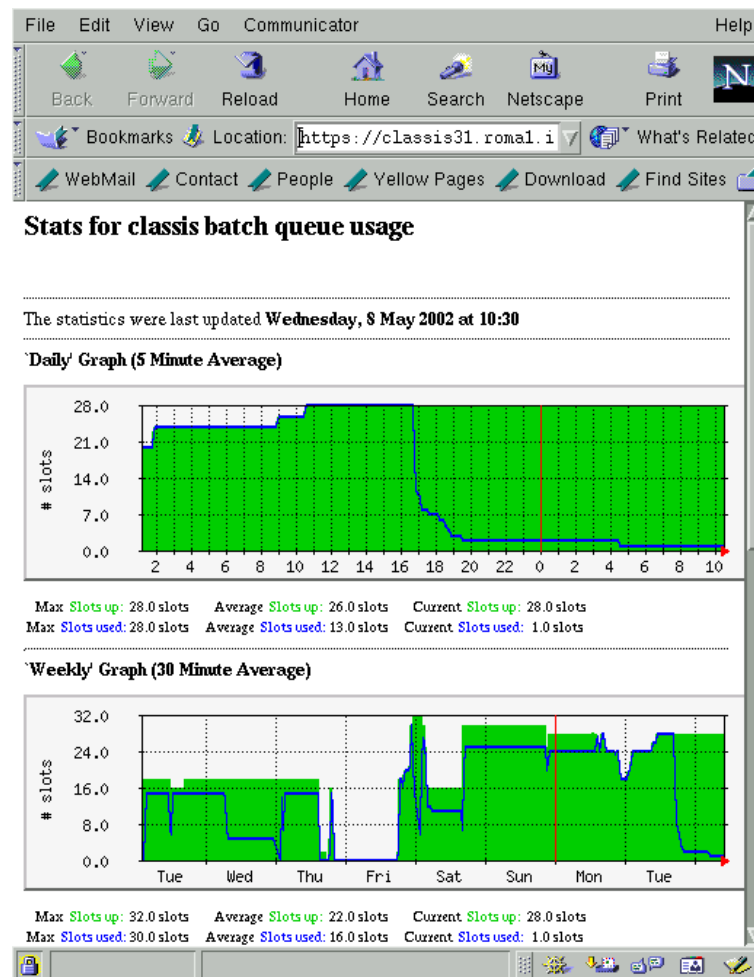 File Edit View Go Communicator Help
Back Forward Reload Home Search Netscape Print
My
N
Bookmarks Location: https://classis31.roma1.i What's Related
WebMail Contact People Yellow Pages Download Find Sites
Stats for classis batch queue usage
The statistics were last updated Wednesday, 8 May 2002 at 10:30
`Daily' Graph (5 Minute Average)
28.0
21.0
14.0
7.0
0.0
# slots
2 4 6 8 10 12 14 16 18 20 22 0 2 4 6 8 10
Max Slots up: 28.0 slots Average Slots up: 26.0 slots Current Slots up: 28.0 slots
Max Slots used: 28.0 slots Average Slots used: 13.0 slots Current Slots used: 1.0 slots
`Weekly' Graph (30 Minute Average)
32.0
24.0
16.0
8.0
0.0
# slots
Tue Wed Thu Fri Sat Sun Mon Tue
Max Slots up: 32.0 slots Average Slots up: 22.0 slots Current Slots up: 28.0 slots
Max Slots used: 30.0 slots Average Slots used: 16.0 slots Current Slots used: 1.0 slots